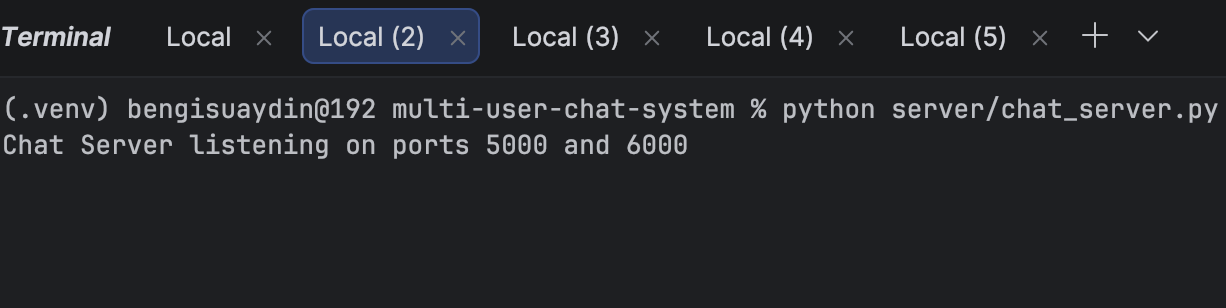 Terminal Local × Local (2) × Local (3) × Local (4) × Local (5) ×
(.venv) bengisuaydin@192 multi-user-chat-system % python server/chat_server.py
Chat Server listening on ports 5000 and 6000